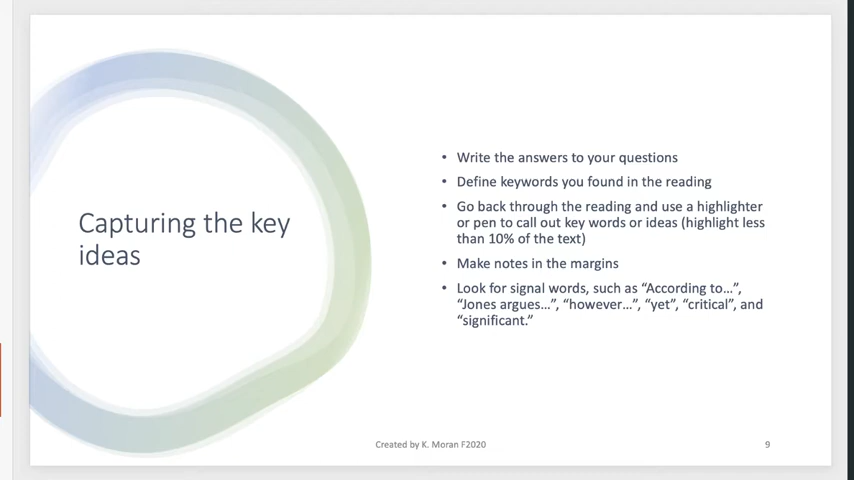 Capturing the key
ideas
• Write the answers to your questions
• Define keywords you found in the reading
• Go back through the reading and use a highlighter
or pen to call out key words or ideas (highlight less
than 10% of the text)
• Make notes in the margins
• Look for signal words, such as “According to…”,
“Jones argues…”, “however…”, “yet”, “critical”, and
“significant.”
Created by K. Moran F2020
9